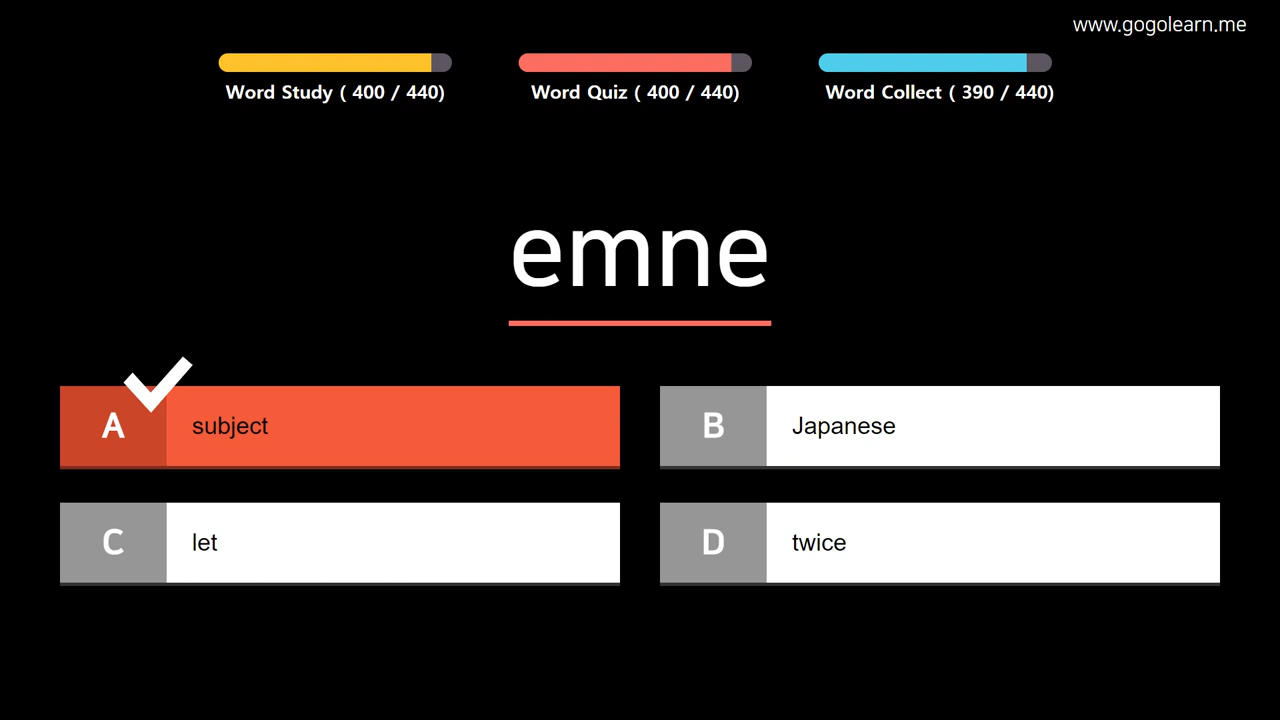 www.gogolearn.me
Word Study ( 400 / 440)
Word Quiz ( 400 / 440)
Word Collect ( 390 / 440)
emne
A subject
B Japanese
C let
D twice